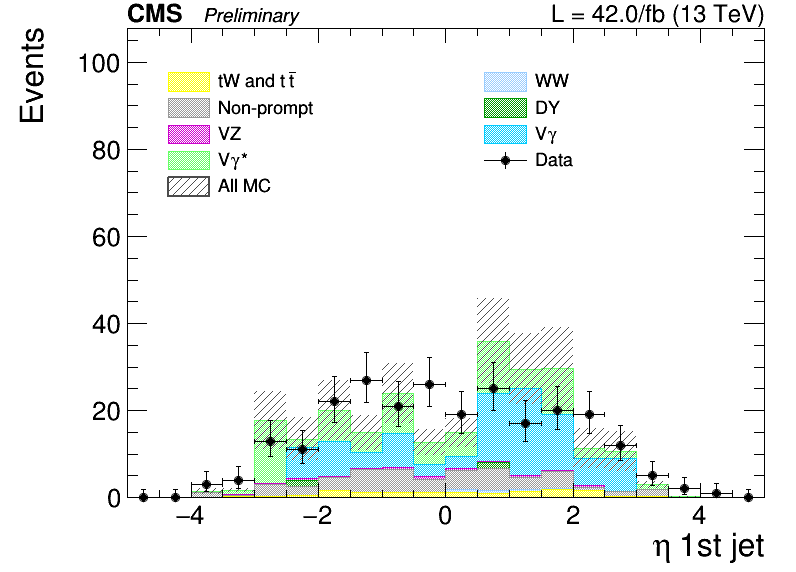 CMS Preliminary L = 42.0/fb (13 TeV)
Events
100
80
60
40
20
0
tW and t t̄
Non-prompt
VZ
Vγ*
All MC
WW
DY
Vγ
Data
−4 −2 0 2 4
η 1st jet